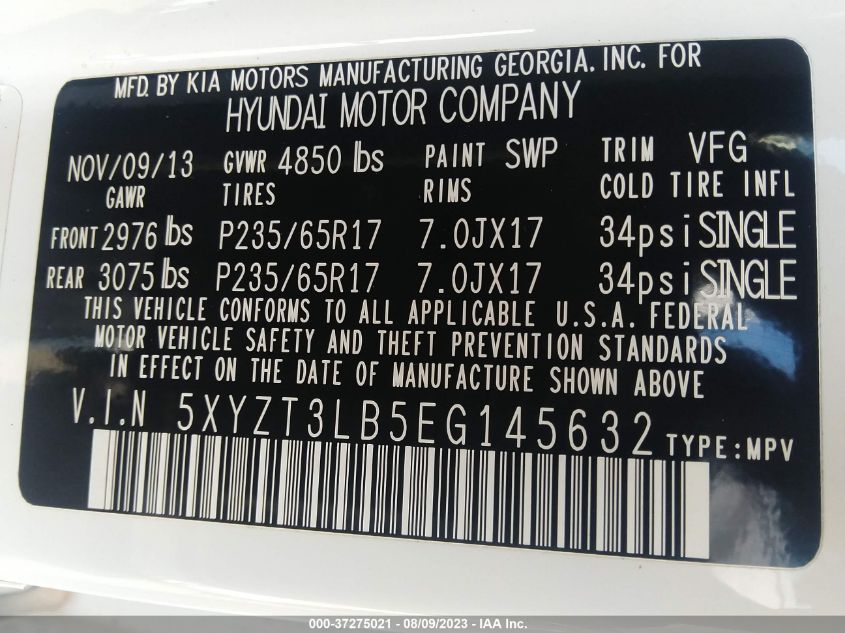 MFD. BY KIA MOTORS MANUFACTURING GEORGIA. INC. FOR
HYUNDAI MOTOR COMPANY
NOV/09/13 GVWR 4850 lbs PAINT SWP TRIM VFG
GAWR TIRES RIMS COLD TIRE INFL
FRONT 2976 lbs P235/65R17 7.0JX17 34psi SINGLE
REAR 3075 lbs P235/65R17 7.0JX17 34psi SINGLE
THIS VEHICLE CONFORMS TO ALL APPLICABLE U.S.A. FEDERAL
MOTOR VEHICLE SAFETY AND THEFT PREVENTION STANDARDS
IN EFFECT ON THE DATE OF MANUFACTURE SHOWN ABOVE
V.I.N 5XYZT3LB5EG145632 TYPE:MPV
000-37275021 - 08/09/2023 - IAA Inc.